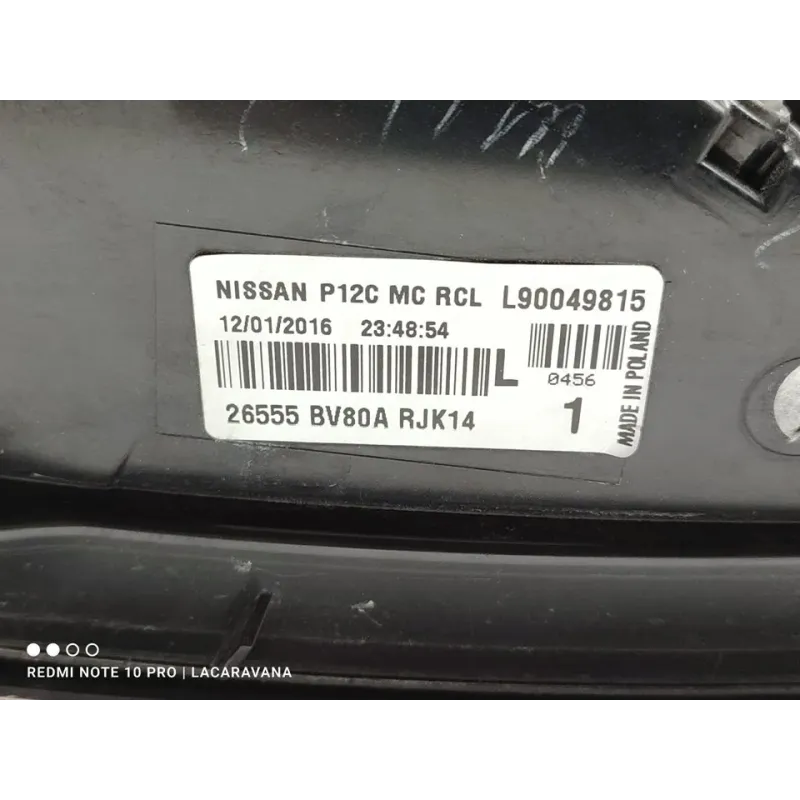 NISSAN P12C MC RCL L90049815
12/01/2016 23:48:54
L
0456
26555 BV80A RJK14
1
MADE IN POLAND
REDMI NOTE 10 PRO | LACARAVANA